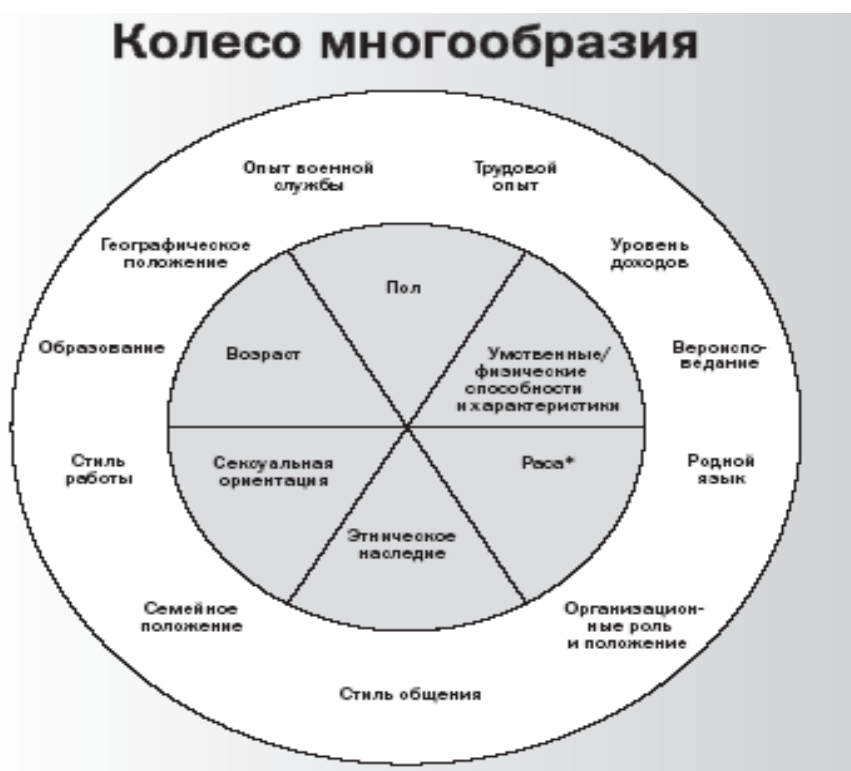 Колесо многообразия
Опыт военной
службы
Трудовой
опыт
Географическое
положение
Уровень
доходов
Пол
Образование
Возраст
Умственные/
физические
способности
и характеристики
Вероиспо-
ведание
Стиль
работы
Сексуальная
ориентация
Раса*
Родной
язык
Этническое
наследие
Семейное
положение
Организацион-
ные роль
и положение
Стиль общения